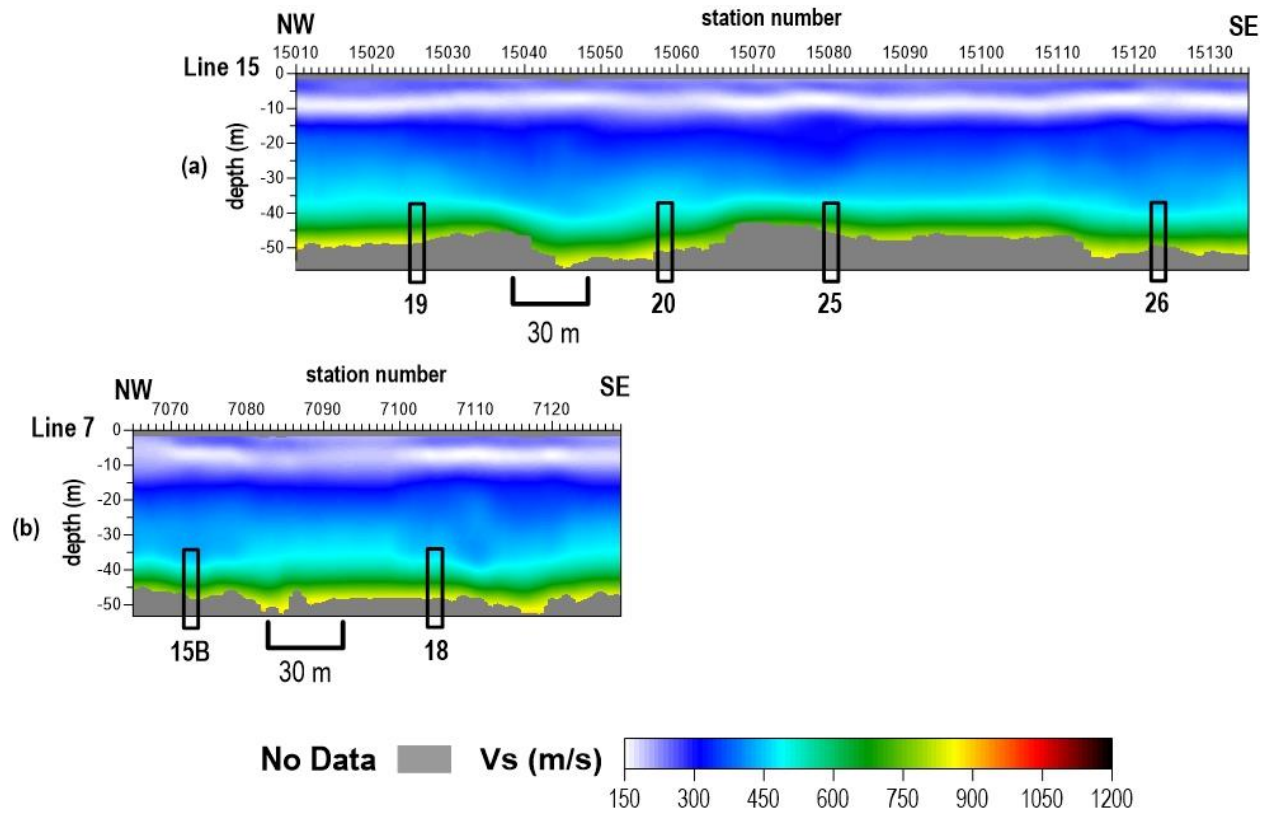 station number
NW SE
15010 15020 15030 15040 15050 15060 15070 15080 15090 15100 15110 15120 15130
Line 15
0
-10
-20
-30
-40
-50
depth (m)
(a)
19 20 25 26
30 m
station number
NW SE
7070 7080 7090 7100 7110 7120
Line 7
0
-10
-20
-30
-40
-50
depth (m)
(b)
15B 18
30 m
No Data Vs (m/s)
150 300 450 600 750 900 1050 1200